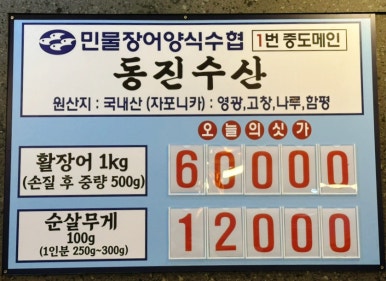 민물장어양식수협 1번 중도메인
동진수산
원산지 : 국내산 (자포니카) : 영광,고창,나루,함평
오늘의싯가
활장어 1kg
(손질 후 중량 500g)
60000
순살무게
100g
(1인분 250g~300g)
12000